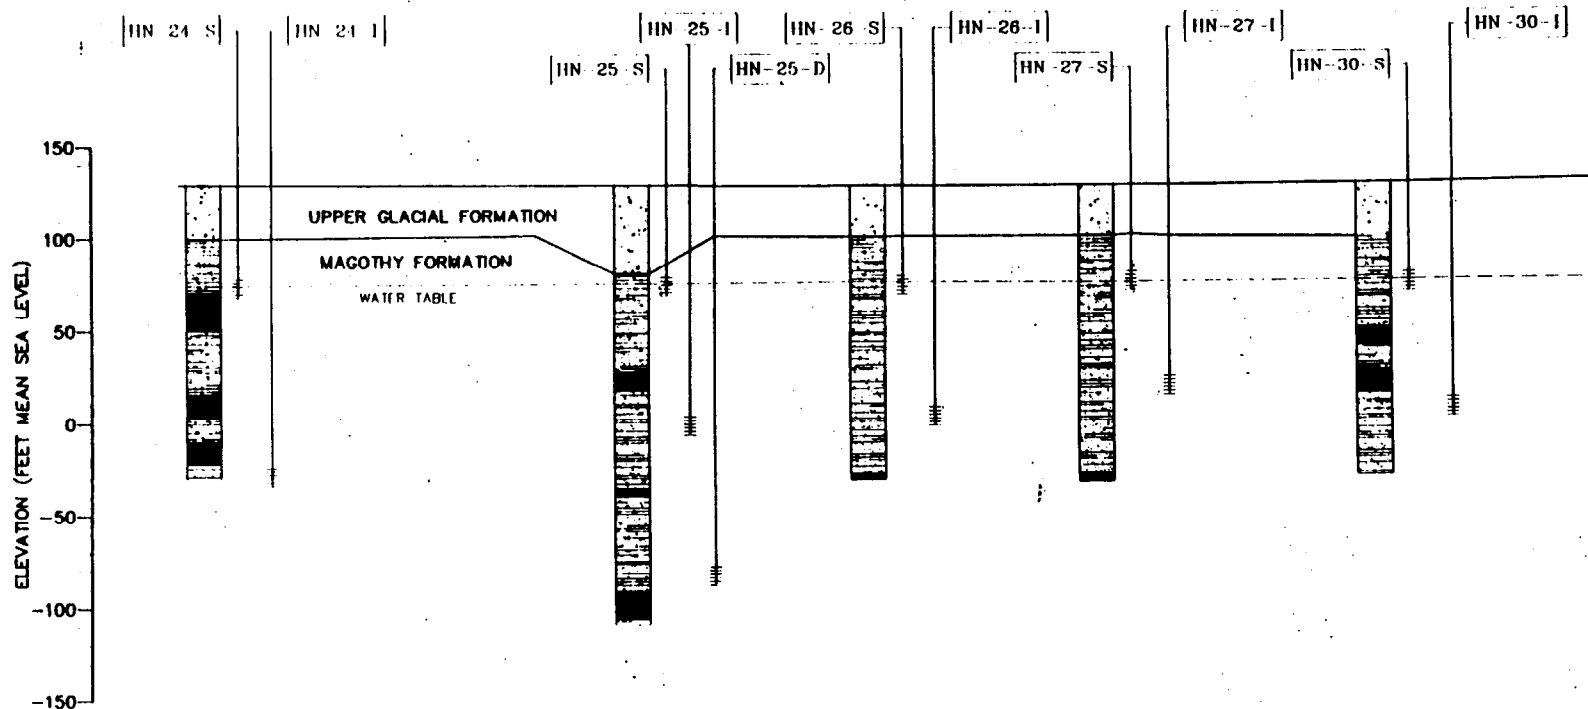 HN-24-S
HN-24-I
HN-25-I
HN-26-S
HN-26-I
HN-27-I
HN-30-I
HN-25-S
HN-25-D
HN-27-S
HN-30-S
150
100
50
0
-50
-100
-150
ELEVATION (FEET MEAN SEA LEVEL)
UPPER GLACIAL FORMATION
MAGOTHY FORMATION
WATER TABLE